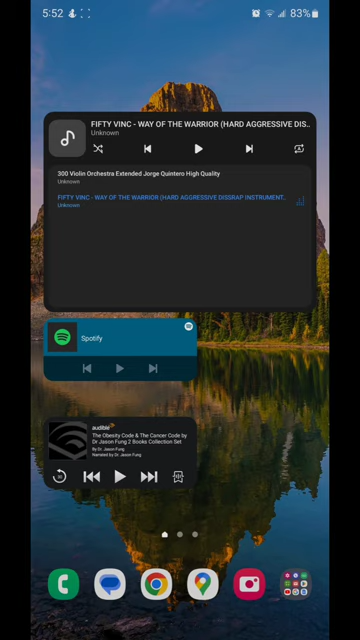 5:52
83%
FIFTY VINC - WAY OF THE WARRIOR (HARD AGGRESSIVE DIS..
Unknown
300 Violin Orchestra Extended Jorge Quintero High Quality
Unknown
FIFTY VINC - WAY OF THE WARRIOR (HARD AGGRESSIVE DISSRAP INSTRUMENT..
Unknown
Spotify
audible
The Obesity Code & The Cancer Code by
Dr Jason Fung 2 Books Collection Set
By Dr. Jason Fung
Narrated by Dr. Jason Fung
30